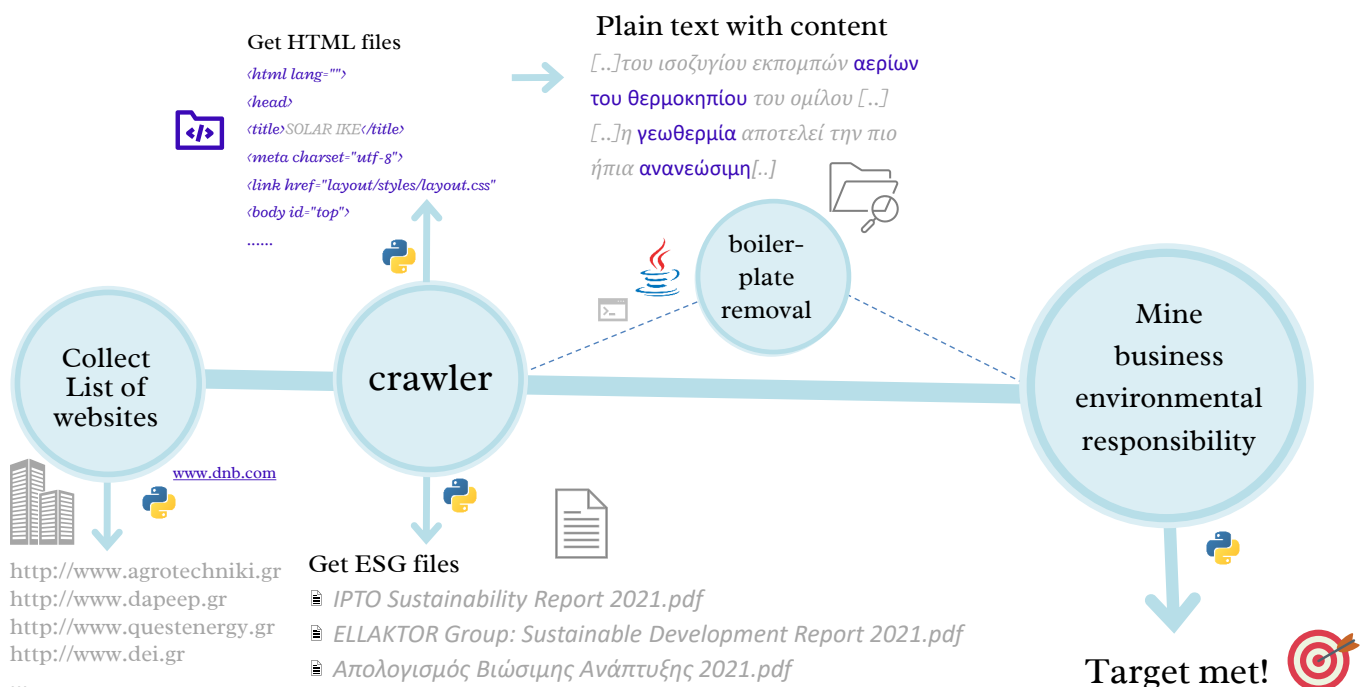 Get HTML files
<html lang="">
<head>
<title>SOLAR IKE</title>
<meta charset="utf-8">
<link href="layout/styles/layout.css"
<body id="top">
......
Plain text with content
[..]του ισοζυγίου εκπομπών αερίων
του θερμοκηπίου του ομίλου [..]
[..]η γεωθερμία αποτελεί την πιο
ήπια ανανεώσιμη[..]
boiler-
plate
removal
Collect
List of
websites
crawler
Mine
business
environmental
responsibility
www.dnb.com
http://www.agrotechniki.gr
http://www.dapeep.gr
http://www.questenergy.gr
http://www.dei.gr
...
Get ESG files
IPTO Sustainability Report 2021.pdf
ELLAKTOR Group: Sustainable Development Report 2021.pdf
Απολογισμός Βιώσιμης Ανάπτυξης 2021.pdf
Target met!